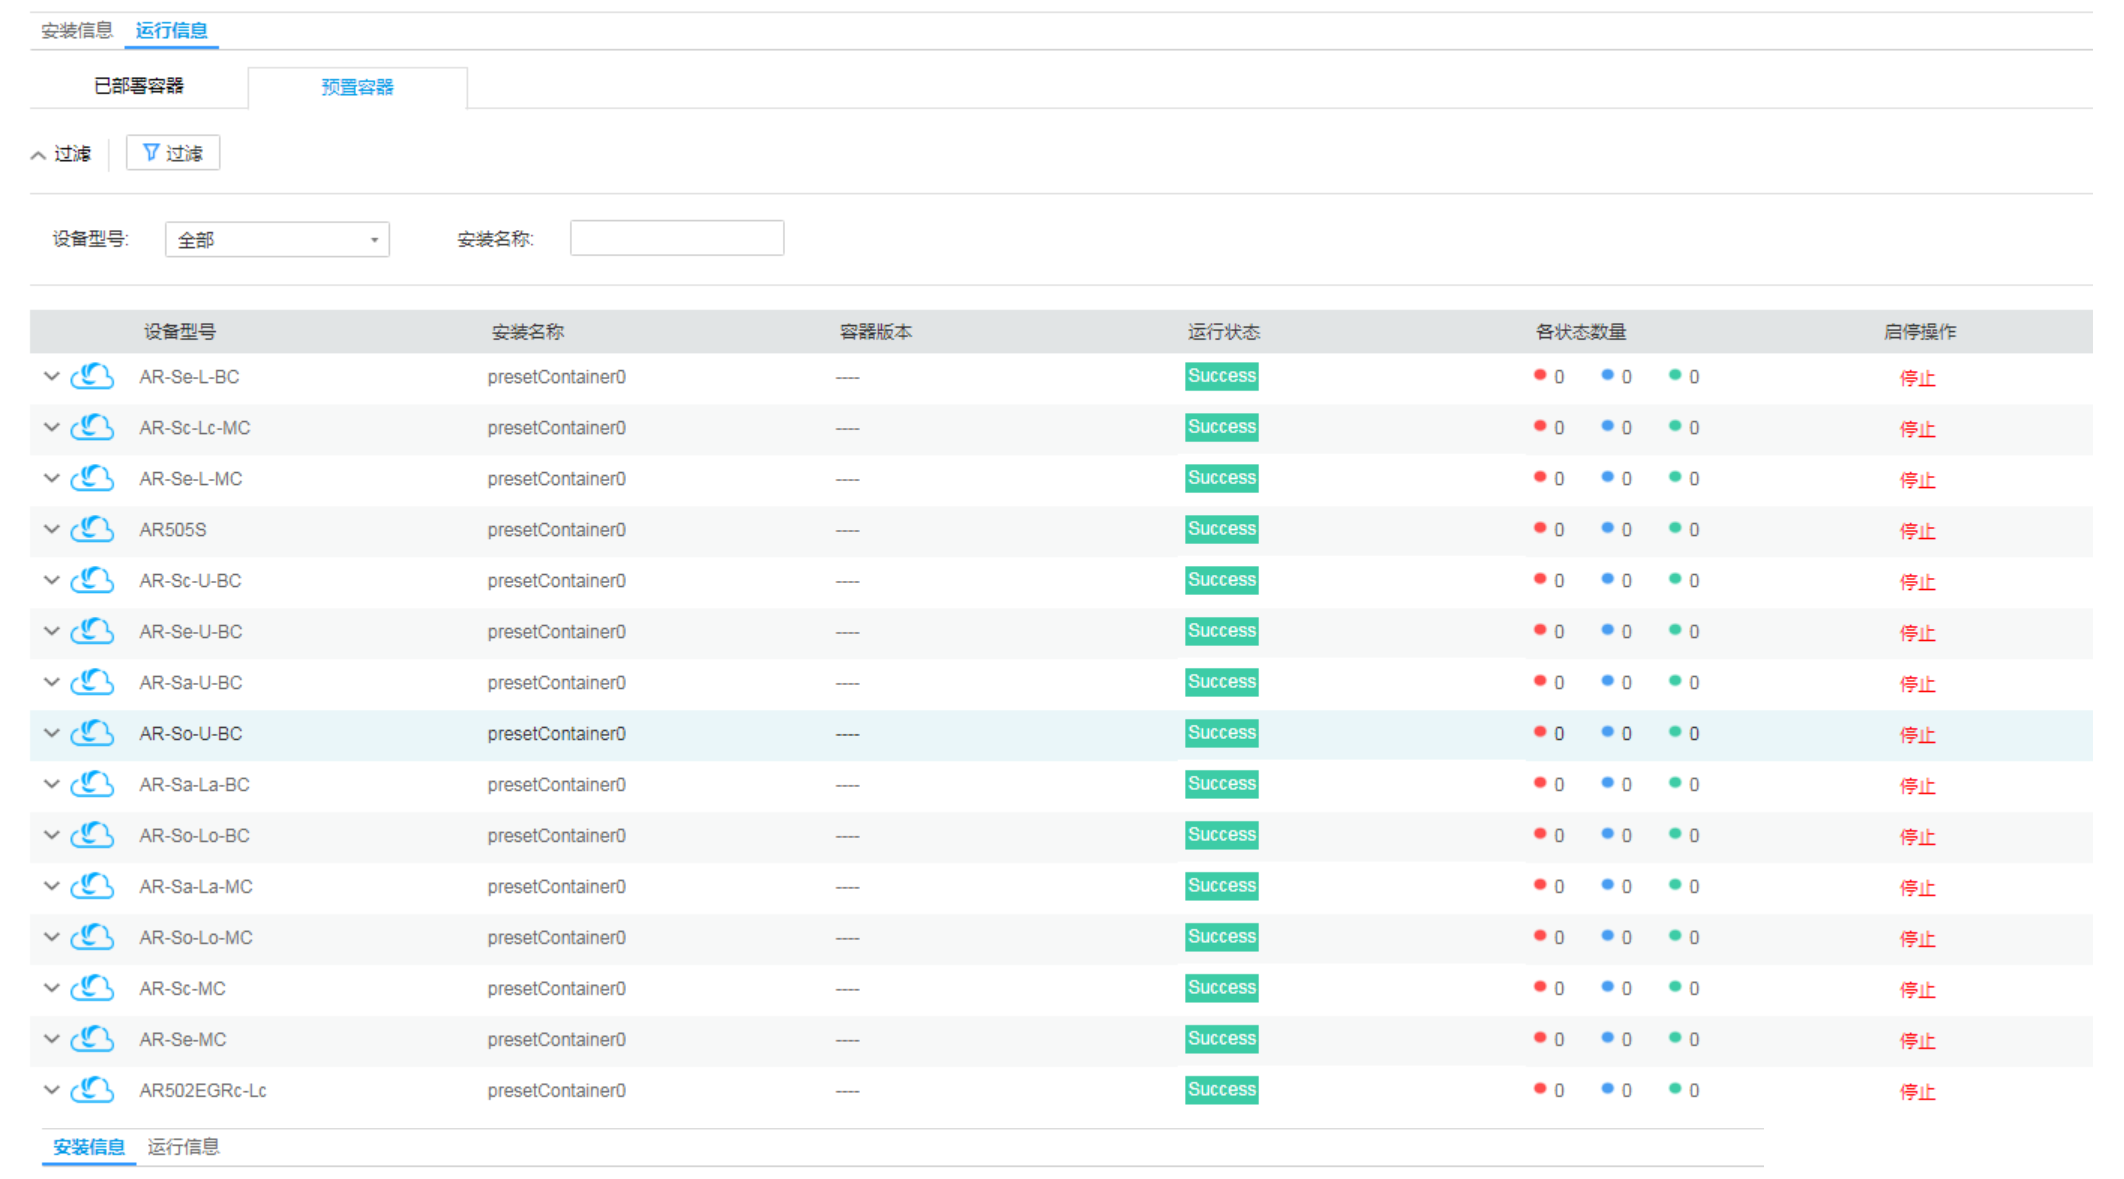 安装信息 运行信息
已部署容器 预置容器
过滤 过滤
设备型号: 全部 安装名称:
设备型号 安装名称 容器版本 运行状态 各状态数量 启停操作
AR-Se-L-BC presetContainer0 ---- Success 0 0 0 停止
AR-Sc-Lc-MC presetContainer0 ---- Success 0 0 0 停止
AR-Se-L-MC presetContainer0 ---- Success 0 0 0 停止
AR505S presetContainer0 ---- Success 0 0 0 停止
AR-Sc-U-BC presetContainer0 ---- Success 0 0 0 停止
AR-Se-U-BC presetContainer0 ---- Success 0 0 0 停止
AR-Sa-U-BC presetContainer0 ---- Success 0 0 0 停止
AR-So-U-BC presetContainer0 ---- Success 0 0 0 停止
AR-Sa-La-BC presetContainer0 ---- Success 0 0 0 停止
AR-So-Lo-BC presetContainer0 ---- Success 0 0 0 停止
AR-Sa-La-MC presetContainer0 ---- Success 0 0 0 停止
AR-So-Lo-MC presetContainer0 ---- Success 0 0 0 停止
AR-Sc-MC presetContainer0 ---- Success 0 0 0 停止
AR-Se-MC presetContainer0 ---- Success 0 0 0 停止
AR502EGRc-Lc presetContainer0 ---- Success 0 0 0 停止
安装信息 运行信息